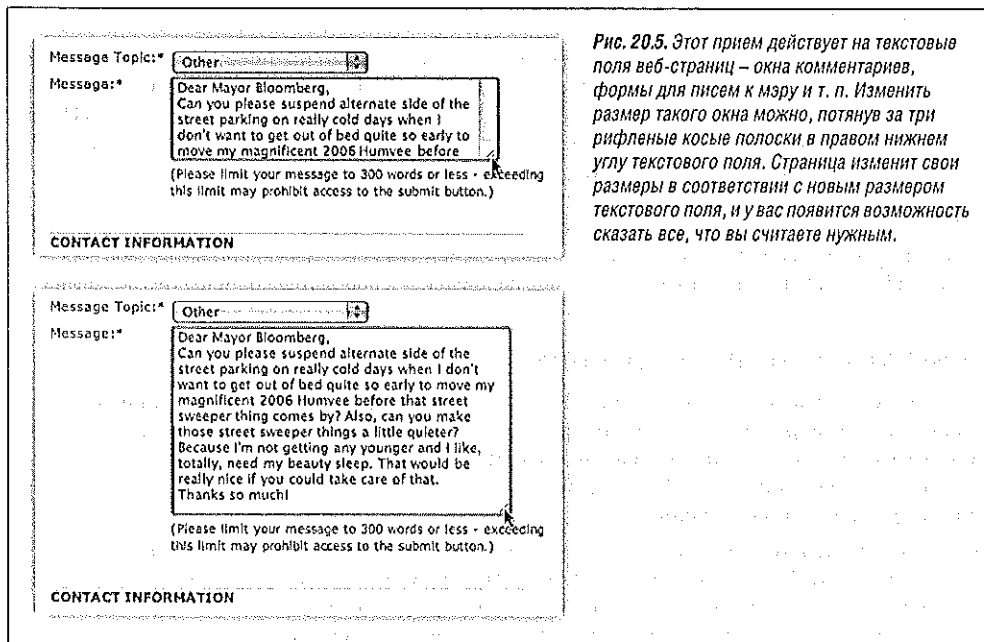 Message Topic:* Other
Message:*
Dear Mayor Bloomberg,
Can you please suspend alternate side of the
street parking on really cold days when I
don't want to get out of bed quite so early to
move my magnificent 2006 Humvee before
(Please limit your message to 300 words or less - exceeding
this limit may prohibit access to the submit button.)
CONTACT INFORMATION
Message Topic:* Other
Message:*
Dear Mayor Bloomberg,
Can you please suspend alternate side of the
street parking on really cold days when I don't
want to get out of bed quite so early to move my
magnificent 2006 Humvee before that street
sweeper thing comes by? Also, can you make
those street sweeper things a little quieter?
Because I'm not getting any younger and I like,
totally, need my beauty sleep. That would be
really nice if you could take care of that.
Thanks so much!
(Please limit your message to 300 words or less - exceeding
this limit may prohibit access to the submit button.)
CONTACT INFORMATION
Рис. 20.5. Этот прием действует на текстовые
поля веб-страниц – окна комментариев,
формы для писем к мэру и т. п. Изменить
размер такого окна можно, потянув за три
рифленые косые полоски в правом нижнем
углу текстового поля. Страница изменит свои
размеры в соответствии с новым размером
текстового поля, и у вас появится возможность
сказать все, что вы считаете нужным.